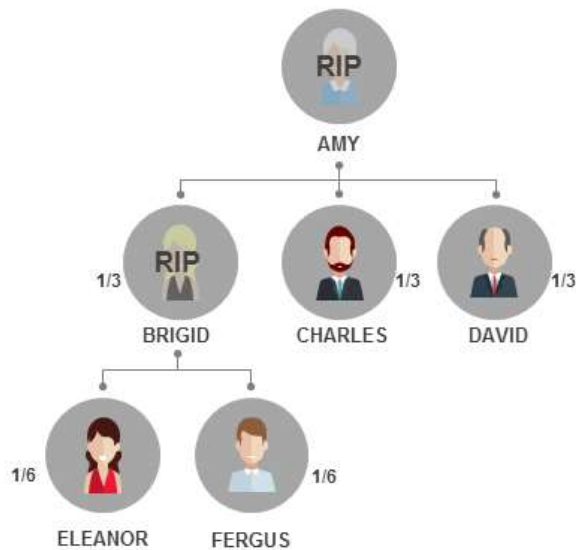 RIP
AMY
RIP
1/3
1/3
1/3
BRIGID
CHARLES
DAVID
1/6
1/6
ELEANOR
FERGUS